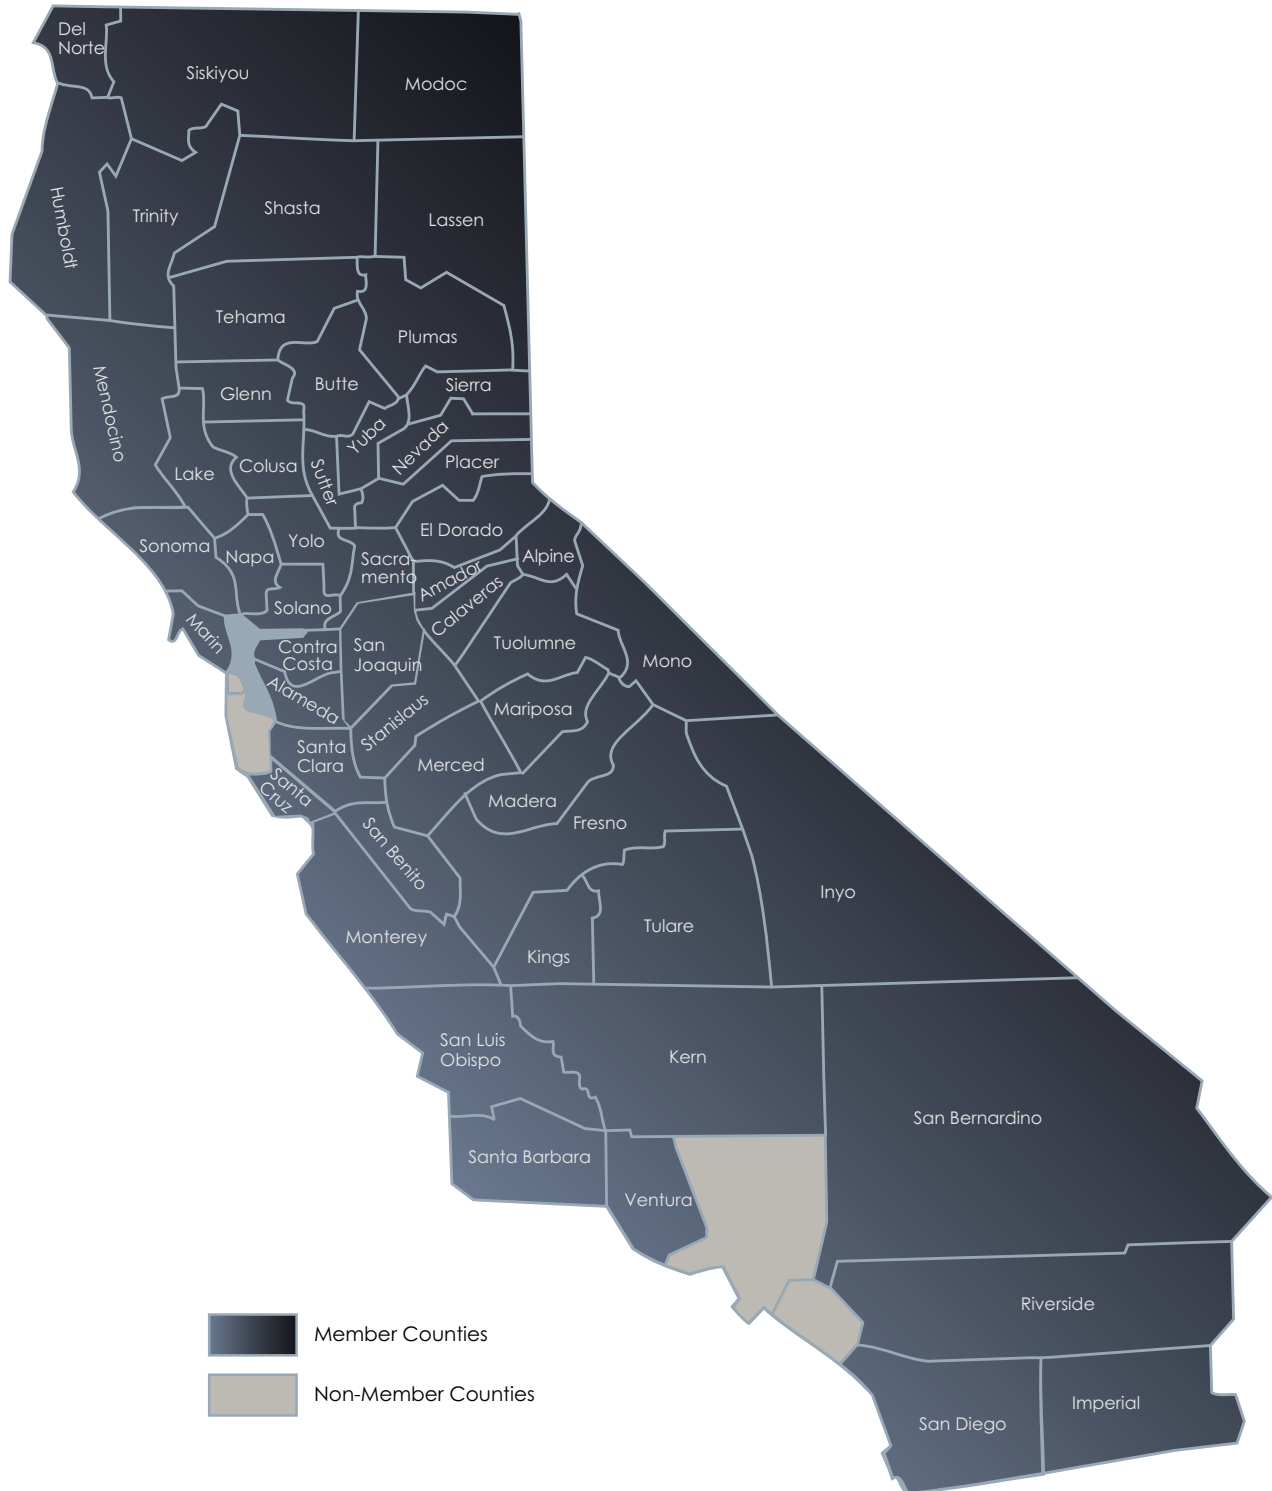 Del
Norte
Siskiyou
Modoc
Humboldt
Trinity
Shasta
Lassen
Tehama
Plumas
Mendocino
Glenn
Butte
Sierra
Yuba
Nevada
Lake
Colusa
Sutter
Placer
Sonoma
Napa
Yolo
El Dorado
Sacra-
mento
Alpine
Amador
Solano
Calaveras
Marin
Contra
Costa
San
Joaquin
Tuolumne
Mono
Alameda
Stanislaus
Mariposa
Santa
Clara
Merced
Santa
Cruz
Madera
Fresno
San Benito
Inyo
Monterey
Kings
Tulare
San Luis
Obispo
Kern
San Bernardino
Santa Barbara
Ventura
Riverside
San Diego
Imperial
Member Counties
Non-Member Counties